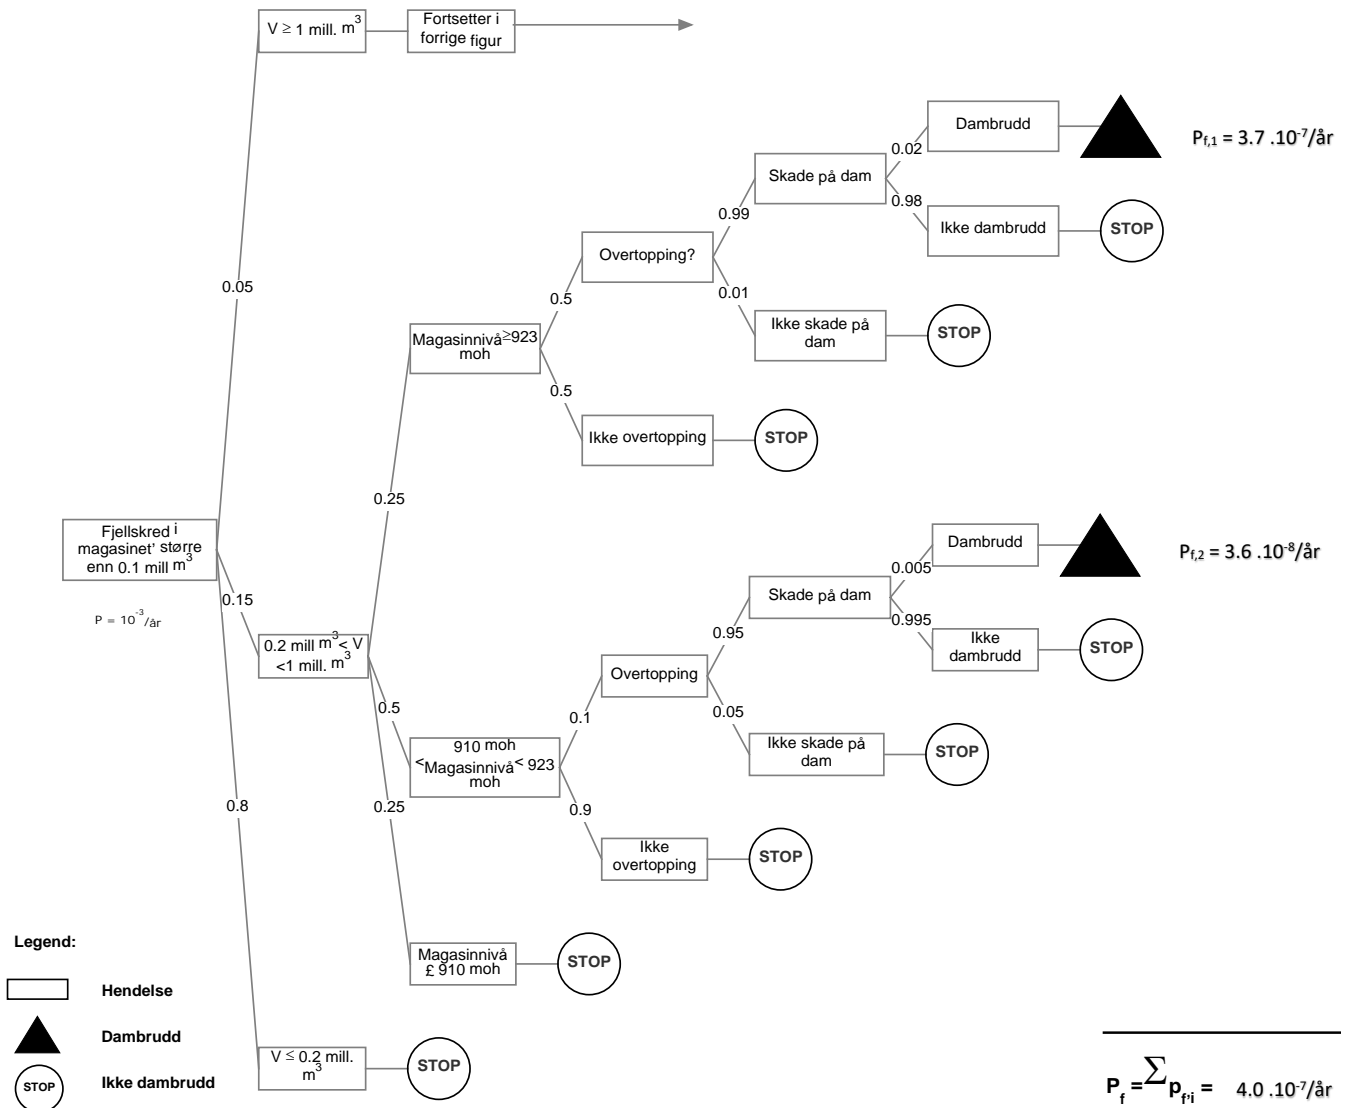 V ≥ 1 mill. m³
Fortsetter i
forrige figur
Dambrudd
P_f,1 = 3.7 .10⁻⁷/år
0.02
Skade på dam
0.98
Ikke dambrudd
STOP
0.99
Overtopping?
0.01
Ikke skade på
dam
STOP
0.05
0.5
Magasinnivå ≥923
moh
0.5
Ikke overtopping
STOP
0.25
Fjellskred i
magasinet' større
enn 0.1 mill m³
P = 10⁻³/år
0.15
0.2 mill m³ < V
<1 mill. m³
Dambrudd
P_f,2 = 3.6 .10⁻⁸/år
0.005
Skade på dam
0.995
Ikke
dambrudd
STOP
0.95
Overtopping
0.05
Ikke skade på
dam
STOP
0.5
0.1
910 moh
<Magasinnivå < 923
moh
0.9
Ikke
overtopping
STOP
0.8
0.25
Magasinnivå
£ 910 moh
STOP
V ≤ 0.2 mill.
m³
STOP
Legend:
Hendelse
Dambrudd
STOP
Ikke dambrudd
P_f = ∑ p_f,i = 4.0 .10⁻⁷/år